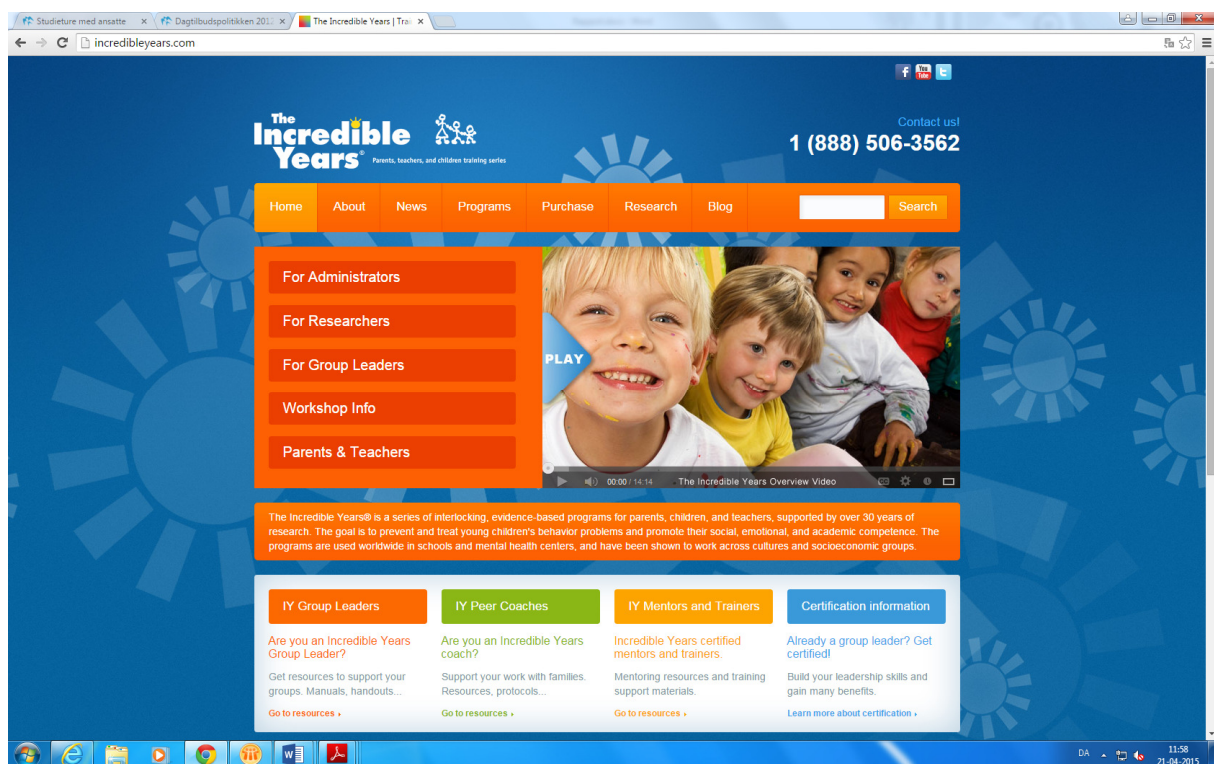 Studieture med ansatte
Dagtilbudspolitikken 201
The Incredible Years | Trai
incredibleyears.com
f You Tube t
Contact us!
1 (888) 506-3562
The
Incredible
Years® Parents, teachers, and children training series
Home About News Programs Purchase Research Blog Search
For Administrators
For Researchers
For Group Leaders
Workshop Info
Parents & Teachers
PLAY
00:00 / 14:14 The Incredible Years Overview Video CC
The Incredible Years® is a series of interlocking, evidence-based programs for parents, children, and teachers, supported by over 30 years of
research. The goal is to prevent and treat young children's behavior problems and promote their social, emotional, and academic competence. The
programs are used worldwide in schools and mental health centers, and have been shown to work across cultures and socioeconomic groups.
IY Group Leaders
Are you an Incredible Years
Group Leader?
Get resources to support your
groups. Manuals, handouts...
Go to resources ›
IY Peer Coaches
Are you an Incredible Years
coach?
Support your work with families.
Resources, protocols...
Go to resources ›
IY Mentors and Trainers
Incredible Years certified
mentors and trainers.
Mentoring resources and training
support materials.
Go to resources ›
Certification information
Already a group leader? Get
certified!
Build your leadership skills and
gain many benefits.
Learn more about certification ›
DA
11:58
21-04-2015